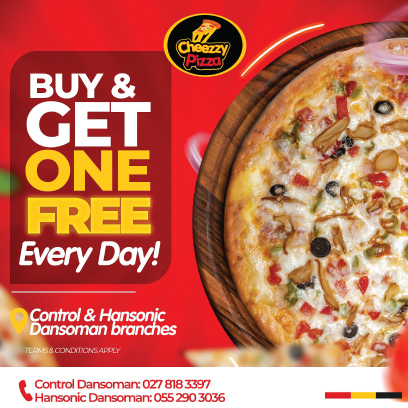 Cheezzy
Pizza
BUY &
GET
ONE
FREE
Every Day!
Control & Hansonic
Dansoman branches
TERMS & CONDITIONS APPLY
Control Dansoman: 027 818 3397
Hansonic Dansoman: 055 290 3036